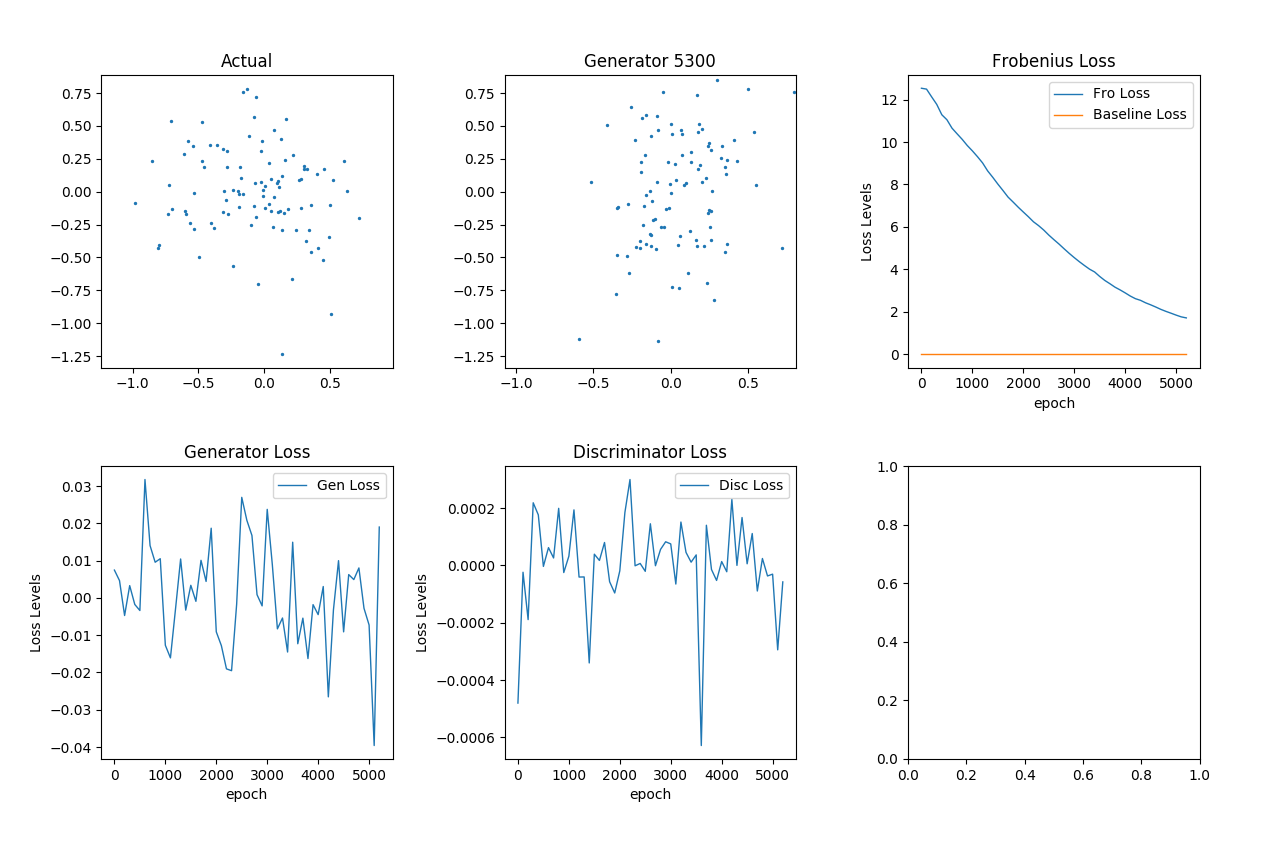 Actual
0.75
0.50
0.25
0.00
−0.25
−0.50
−0.75
−1.00
−1.25
−1.0 −0.5 0.0 0.5
Generator 5300
0.75
0.50
0.25
0.00
−0.25
−0.50
−0.75
−1.00
−1.25
−1.0 −0.5 0.0 0.5
Frobenius Loss
Fro Loss
Baseline Loss
Loss Levels
12
10
8
6
4
2
0
0 1000 2000 3000 4000 5000
epoch
Generator Loss
Gen Loss
Loss Levels
0.03
0.02
0.01
0.00
−0.01
−0.02
−0.03
−0.04
0 1000 2000 3000 4000 5000
epoch
Discriminator Loss
Disc Loss
Loss Levels
0.0002
0.0000
−0.0002
−0.0004
−0.0006
0 1000 2000 3000 4000 5000
epoch
1.0
0.8
0.6
0.4
0.2
0.0
0.0 0.2 0.4 0.6 0.8 1.0